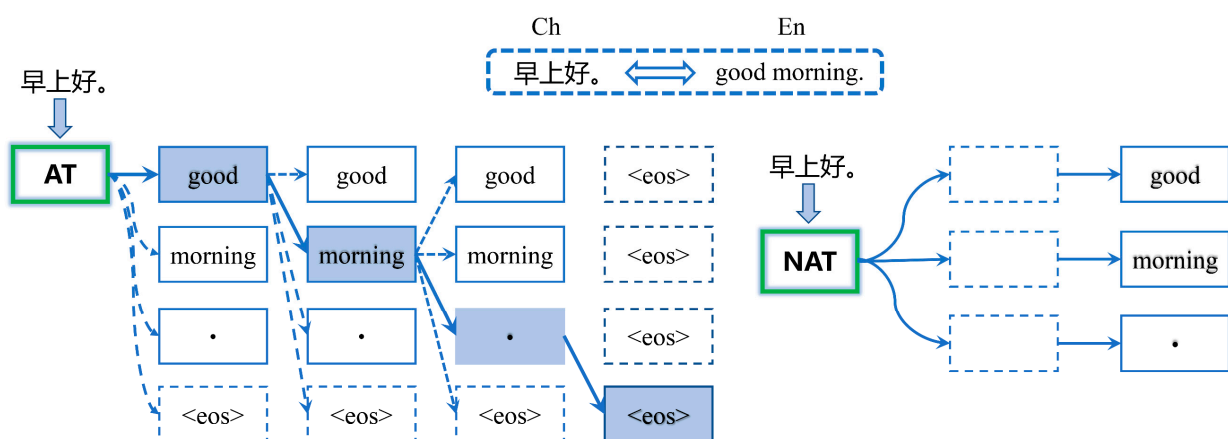 Ch En
早上好。 good morning.
早上好。
AT
good good good <eos>
morning morning morning <eos>
. . . <eos>
<eos> <eos> <eos> <eos>
早上好。
NAT
good
morning
.